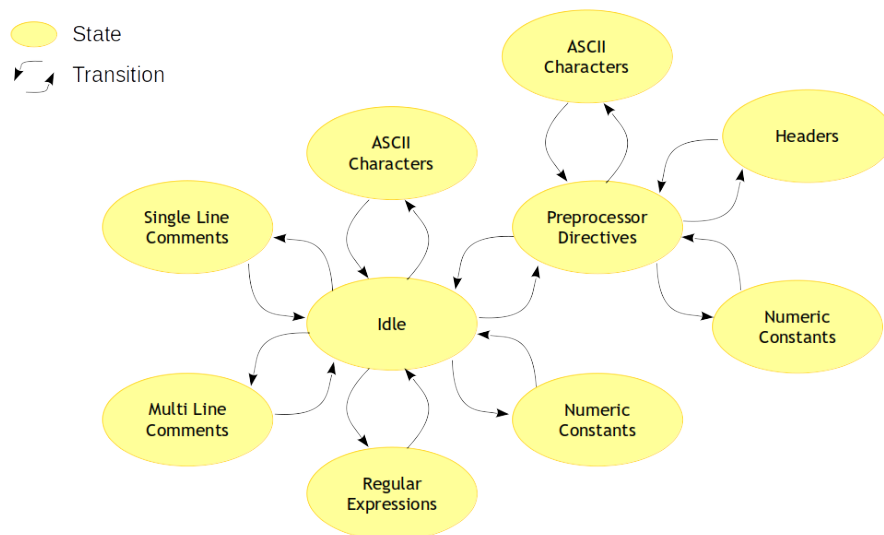 State
Transition
ASCII
Characters
ASCII
Characters
Headers
Single Line
Comments
Preprocessor
Directives
Idle
Numeric
Constants
Multi Line
Comments
Numeric
Constants
Regular
Expressions